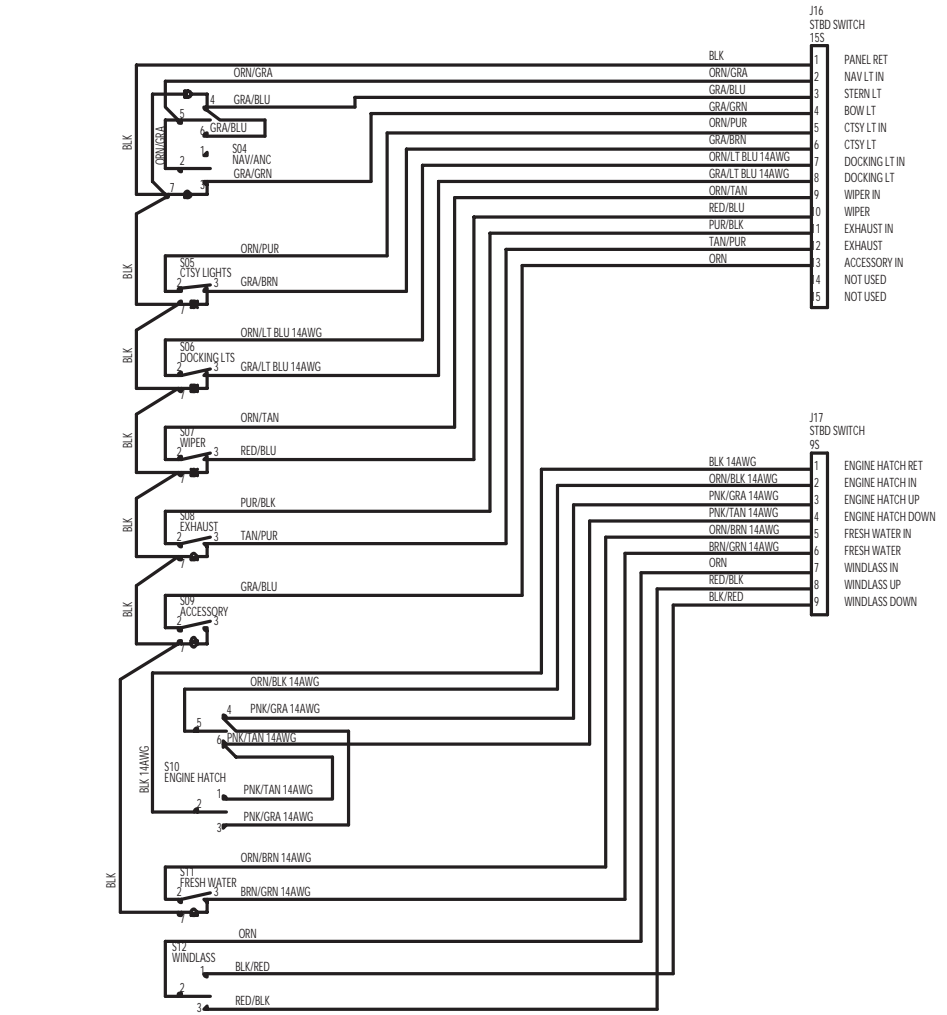 J16
STBD SWITCH
15S
BLK 1 PANEL RET
ORN/GRA ORN/GRA 2 NAV LT IN
GRA/BLU GRA/BLU 3 STERN LT
GRA/GRN 4 BOW LT
ORN/PUR 5 CTSY LT IN
GRA/BRN 6 CTSY LT
ORN/LT BLU 14AWG 7 DOCKING LT IN
GRA/LT BLU 14AWG 8 DOCKING LT
ORN/TAN 9 WIPER IN
RED/BLU 10 WIPER
PUR/BLK 11 EXHAUST IN
TAN/PUR 12 EXHAUST
ORN 13 ACCESSORY IN
14 NOT USED
15 NOT USED
4
5
6 GRA/BLU
BLK
ORN/GRA
1 S04
NAV/ANC
2
GRA/GRN
3
7
ORN/PUR
S05
CTSY LIGHTS
2 3 GRA/BRN
7
BLK
ORN/LT BLU 14AWG
S06
DOCKING LTS
2 3 GRA/LT BLU 14AWG
7
BLK
ORN/TAN
S07
WIPER
2 3 RED/BLU
7
BLK
PUR/BLK
S08
EXHAUST
2 3 TAN/PUR
7
BLK
GRA/BLU
S09
ACCESSORY
2 3
7
BLK
J17
STBD SWITCH
9S
BLK 14AWG 1 ENGINE HATCH RET
ORN/BLK 14AWG 2 ENGINE HATCH IN
PNK/GRA 14AWG 3 ENGINE HATCH UP
PNK/TAN 14AWG 4 ENGINE HATCH DOWN
ORN/BRN 14AWG 5 FRESH WATER IN
BRN/GRN 14AWG 6 FRESH WATER
ORN 7 WINDLASS IN
RED/BLK 8 WINDLASS UP
BLK/RED 9 WINDLASS DOWN
ORN/BLK 14AWG
4 PNK/GRA 14AWG
5
6 PNK/TAN 14AWG
BLK 14AWG
S10
ENGINE HATCH
1 PNK/TAN 14AWG
2
PNK/GRA 14AWG
3
BLK
ORN/BRN 14AWG
S11
FRESH WATER
2 3 BRN/GRN 14AWG
7
ORN
S12
WINDLASS
1 BLK/RED
2
3 RED/BLK